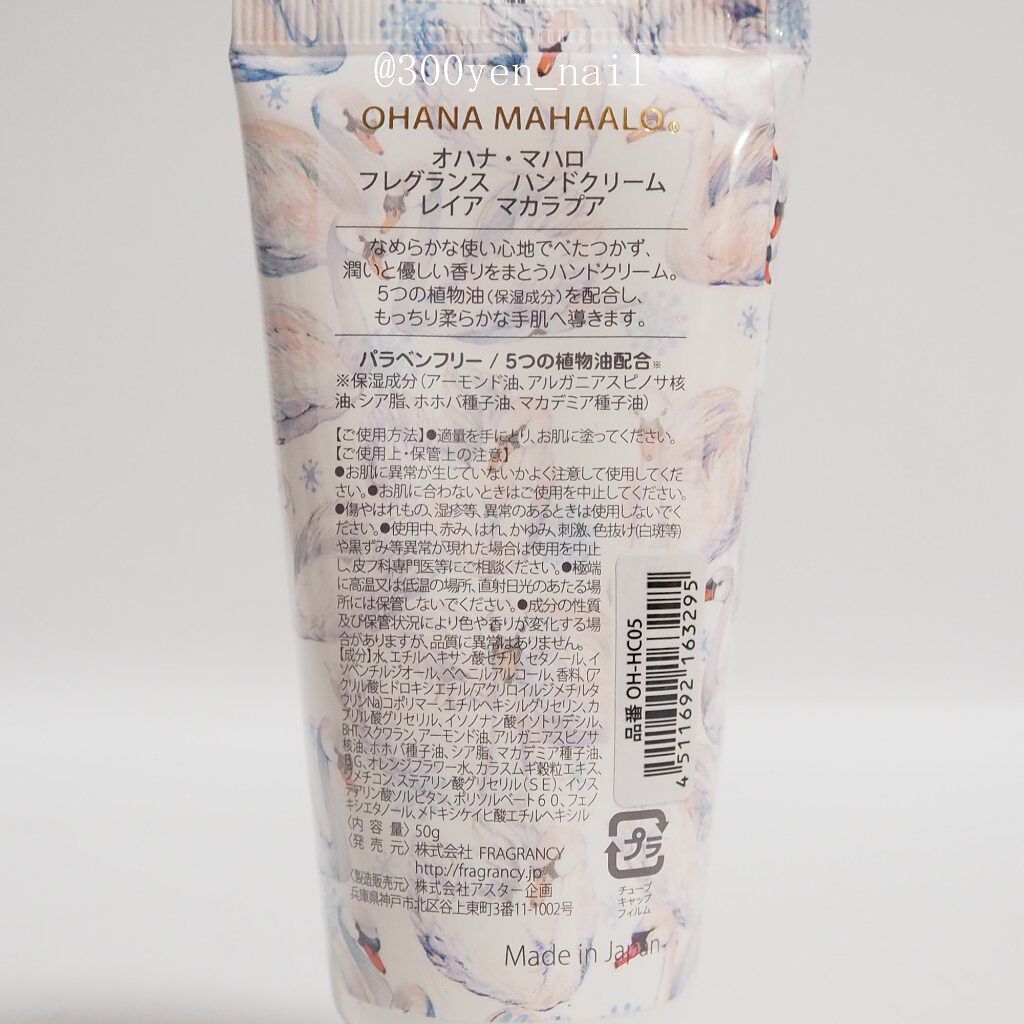 @300yen_nail
OHANA MAHAALO®
オハナ・マハロ
フレグランス ハンドクリーム
レイア マカラプア
なめらかな使い心地でべたつかず、
潤いと優しい香りをまとうハンドクリーム。
5つの植物油(保湿成分)を配合し、
もっちり柔らかな手肌へ導きます。
パラベンフリー / 5つの植物油配合※
※保湿成分(アーモンド油、アルガニアスピノサ核
油、シア脂、ホホバ種子油、マカデミア種子油)
【ご使用方法】●適量を手にとり、お肌に塗ってください。
【ご使用上・保管上の注意】
●お肌に異常が生じていないかよく注意して使用してくだ
さい。●お肌に合わないときはご使用を中止してください。
●傷やはれもの、湿疹等、異常のあるときは使用しないでく
ださい。●使用中、赤み、はれ、かゆみ、刺激、色抜け(白斑等)
や黒ずみ等異常が現れた場合は使用を中止
し、皮フ科専門医等にご相談ください。●極端
に高温又は低温の場所、直射日光のあたる場
所には保管しないでください。●成分の性質
及び保管状況により色や香りが変化する場
合がありますが、品質に異常はありません。
【成分】水、エチルヘキサン酸セチル、セタノール、イ
ソペンチルジオール、ベヘニルアルコール、香料、(ア
クリル酸ヒドロキシエチル/アクリロイルジメチルタ
ウリンNa)コポリマー、エチルヘキシルグリセリン、カ
プリル酸グリセリル、イソノナン酸イソトリデシル、
BHT、スクワラン、アーモンド油、アルガニアスピノサ
核油、ホホバ種子油、シア脂、マカデミア種子油、
BG、オレンジフラワー水、カラスムギ穀粒エキス、
ジメチコン、ステアリン酸グリセリル(SE)、イソス
テアリン酸ソルビタン、ポリソルベート60、フェノ
キシエタノール、メトキシケイヒ酸エチルヘキシル
〈内 容 量〉50g
〈発 売 元〉株式会社 FRAGRANCY
http://fragrancy.jp
〈製造販売元〉株式会社アスター企画
兵庫県神戸市北区谷上東町3番11-1002号
品番 OH-HC05
4511692163295
プラ
チューブ
キャップ
フィルム
Made in Japan